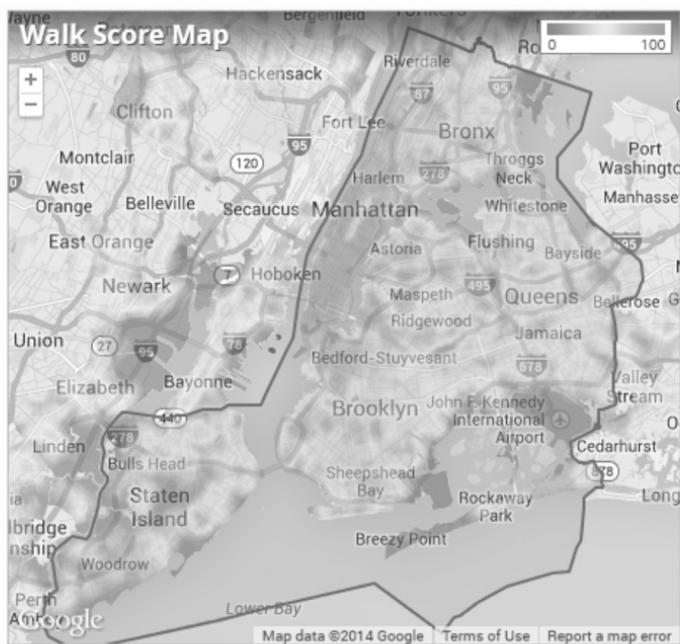 Walk Score Map
Bergenfield
0
100
80
+
−
Hackensack
Riverdale
87
95
Clifton
Bronx
Fort Lee
95
Montclair
120
Port
Washington
278
Throggs
Neck
West
Orange
Harlem
Belleville
Secaucus
Manhattan
Whitestone
Manhasse
East Orange
Astoria
Flushing
Bayside
495
7
Hoboken
Newark
Maspeth
495
Queens
Bellerose
Ridgewood
Union
27
95
78
Jamaica
Bedford-Stuyvesant
678
Elizabeth
Bayonne
Valley
Stream
Brooklyn
John F. Kennedy
International
Airport
440
278
Linden
Cedarhurst
Bulls Head
878
Sheepshead
Bay
Staten
Island
Rockaway
Park
Long
lbridge
nship
Breezy Point
Woodrow
Perth
Google
Lower Bay
Map data ©2014 Google
Terms of Use
Report a map error